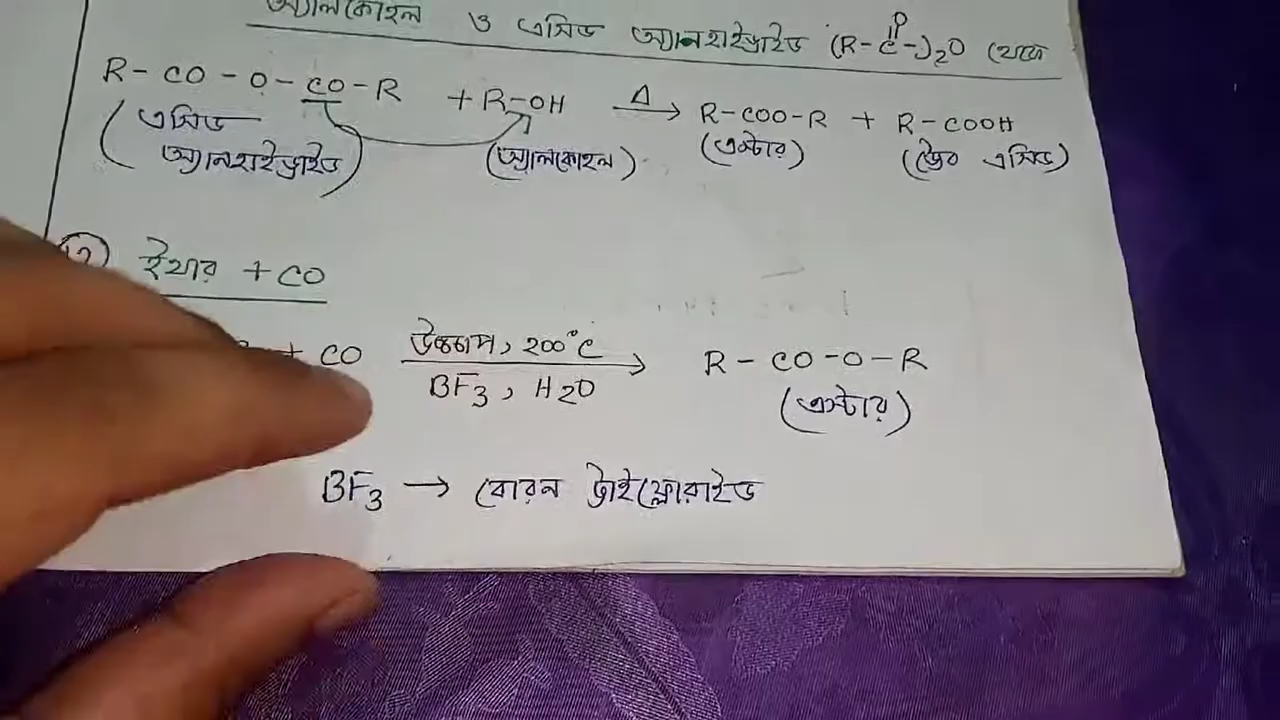 অ্যালকোহল ও এসিড অ্যানহাইড্রাইড (R-C-)₂O থেকে
O
R-CO-O-CO-R + R-OH Δ→ R-COO-R + R-COOH
(এসিড অ্যানহাইড্রাইড) (অ্যালকোহল) (এস্টার) (জৈব এসিড)
ইথার + CO
+ CO উচ্চচাপ, 200°C → R-CO-O-R
BF₃, H₂O
(এস্টার)
BF₃ → বোরন ট্রাইফ্লোরাইড